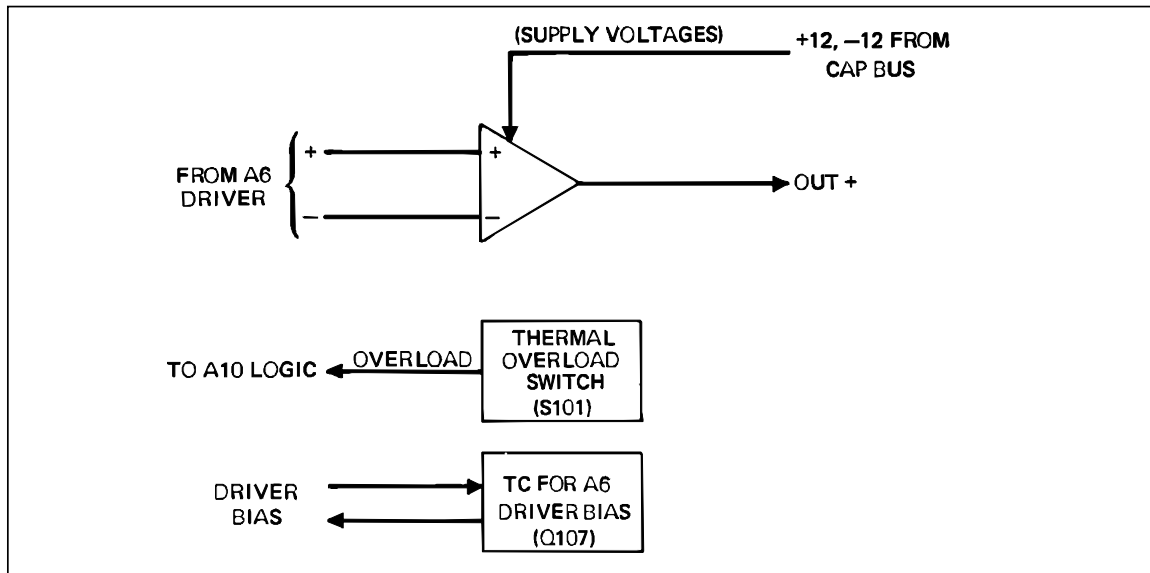 (SUPPLY VOLTAGES)
+12, –12 FROM
CAP BUS
+
+
FROM A6
DRIVER
–
–
OUT +
THERMAL
OVERLOAD
SWITCH
(S101)
OVERLOAD
TO A10 LOGIC
DRIVER
BIAS
TC FOR A6
DRIVER BIAS
(Q107)